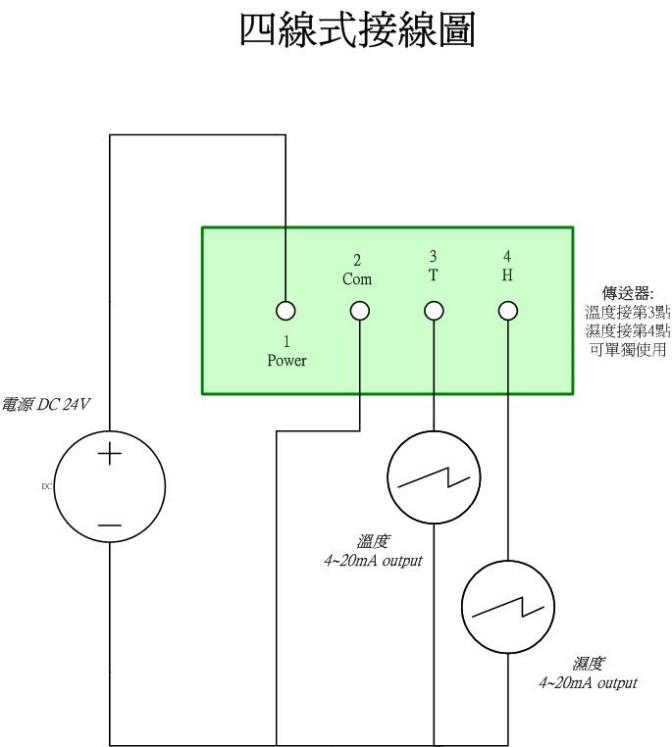 四線式接線圖
2
Com
3
T
4
H
1
Power
傳送器:
溫度接第3點
濕度接第4點
可單獨使用
電源 DC 24V
DC
+
—
溫度
4~20mA output
濕度
4~20mA output